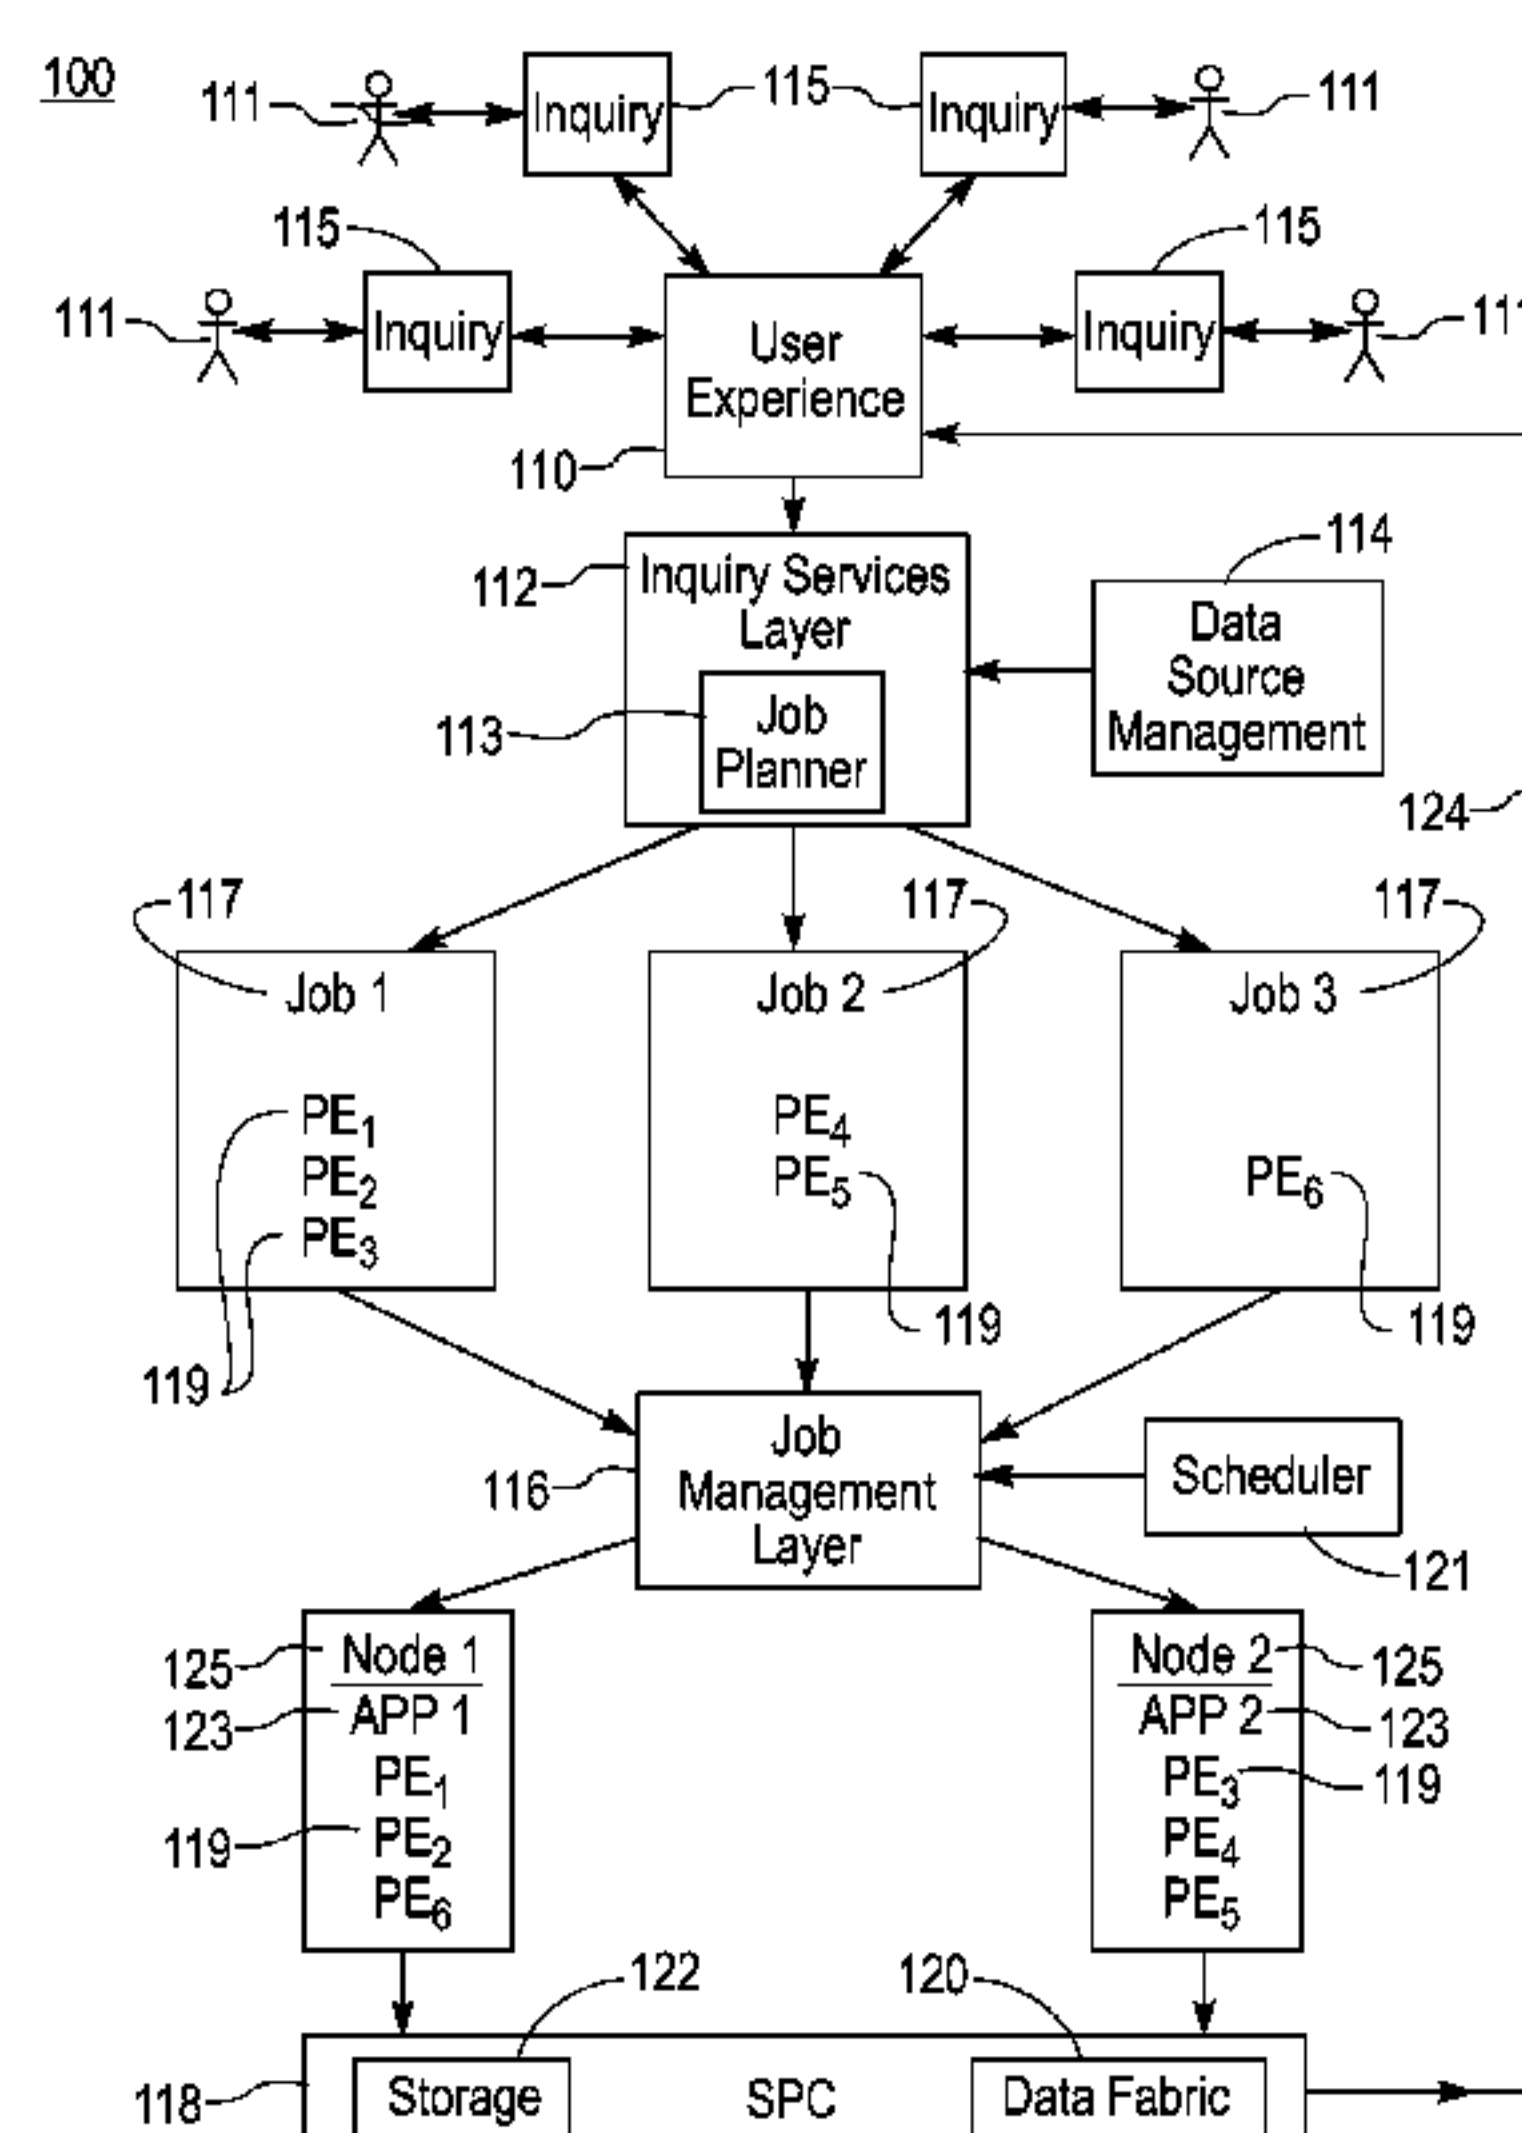 100
111
Inquiry
115
Inquiry
111
115
115
111
Inquiry
User
Experience
Inquiry
111
110
112
Inquiry Services
Layer
114
Data
Source
Management
113
Job
Planner
124
117
117
117
Job 1
Job 2
Job 3
PE1
PE2
PE3
PE4
PE5
PE6
119
119
119
116
Job
Management
Layer
Scheduler
121
125
Node 1
123
APP 1
PE1
119
PE2
PE6
Node 2
125
APP 2
123
PE3
119
PE4
PE5
122
120
118
Storage
SPC
Data Fabric